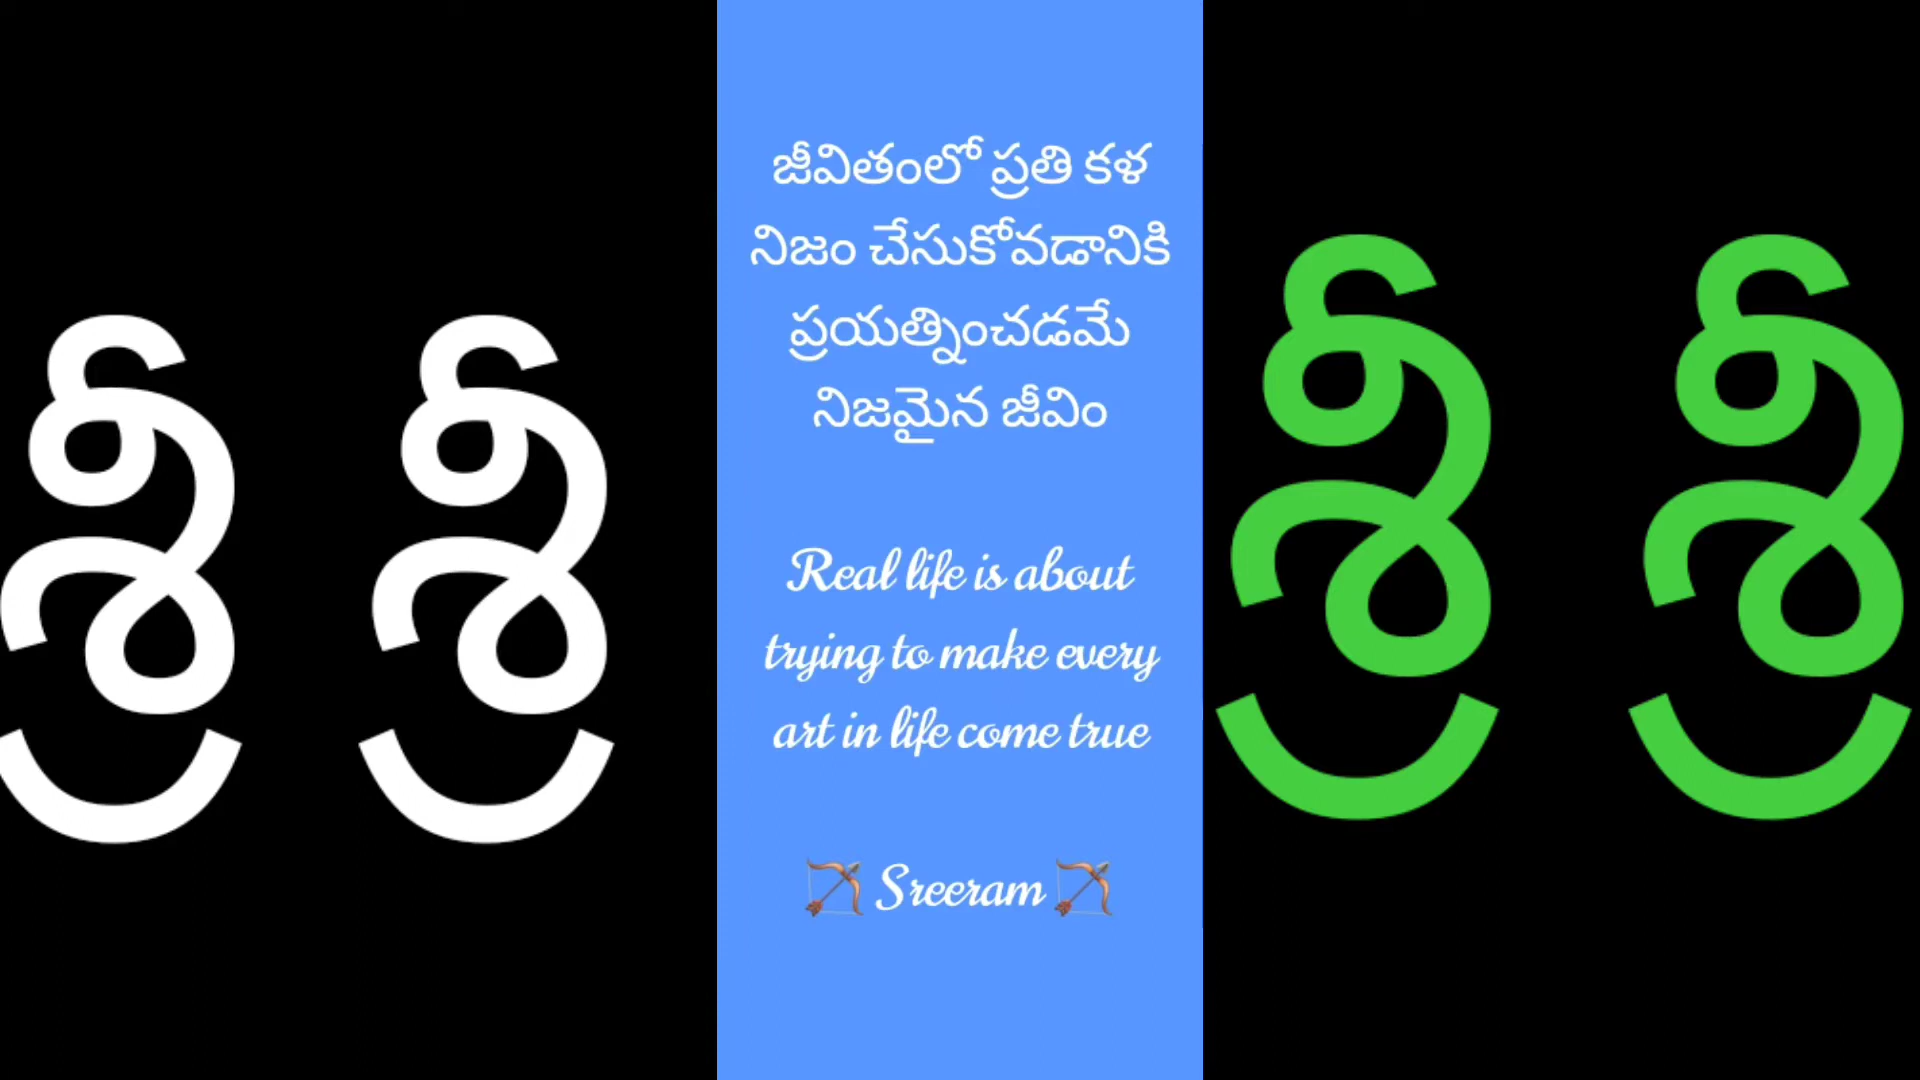 శ్రీ శ్రీ
జీవితంలో ప్రతి కళ
నిజం చేసుకోవడానికి
ప్రయత్నించడమే
నిజమైన జీవిం
Real life is about
trying to make every
art in life come true
🏹 Sreeram 🏹
శ్రీ శ్రీ